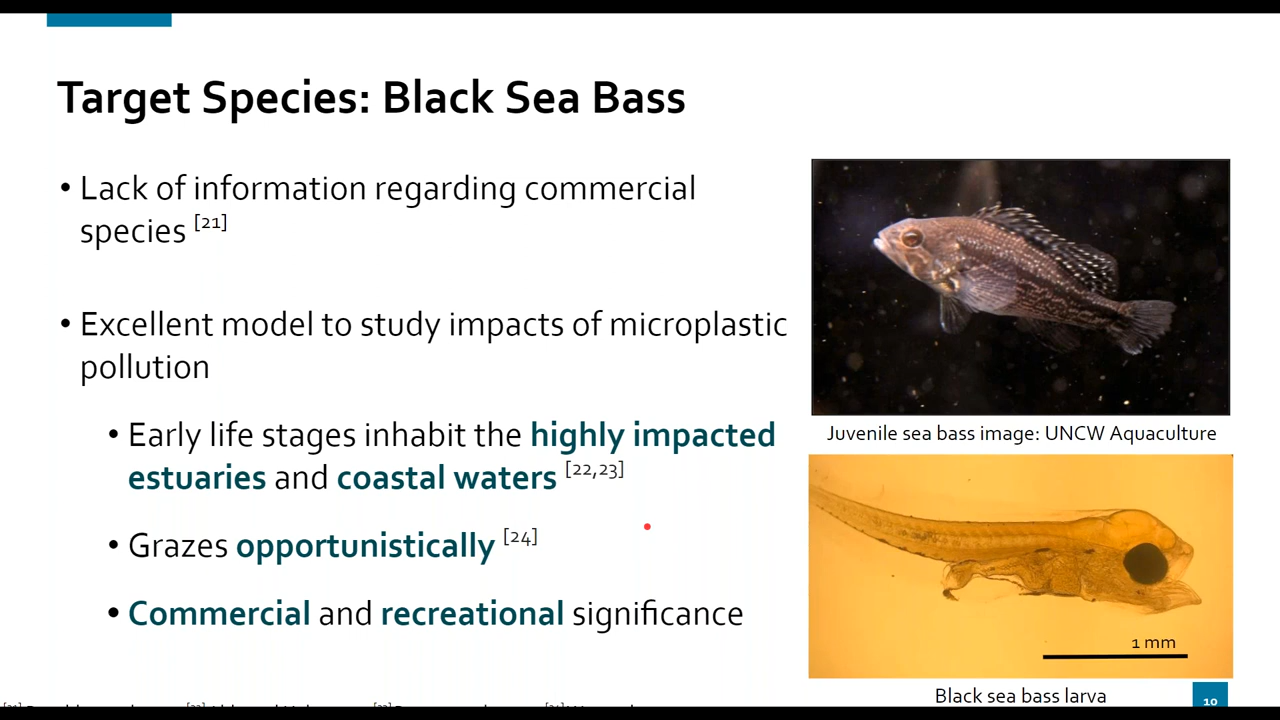 Target Species: Black Sea Bass
• Lack of information regarding commercial
species [21]
• Excellent model to study impacts of microplastic
pollution
• Early life stages inhabit the highly impacted
estuaries and coastal waters [22,23]
• Grazes opportunistically [24]
• Commercial and recreational significance
Juvenile sea bass image: UNCW Aquaculture
1 mm
Black sea bass larva
10